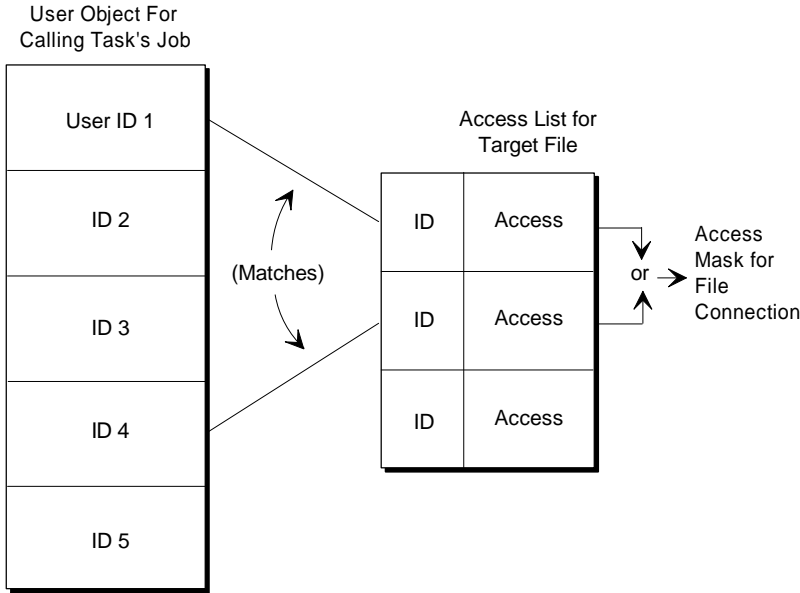 User Object For
Calling Task's Job
User ID 1
ID 2
ID 3
ID 4
ID 5
(Matches)
Access List for
Target File
ID Access
ID Access
ID Access
or
Access
Mask for
File
Connection